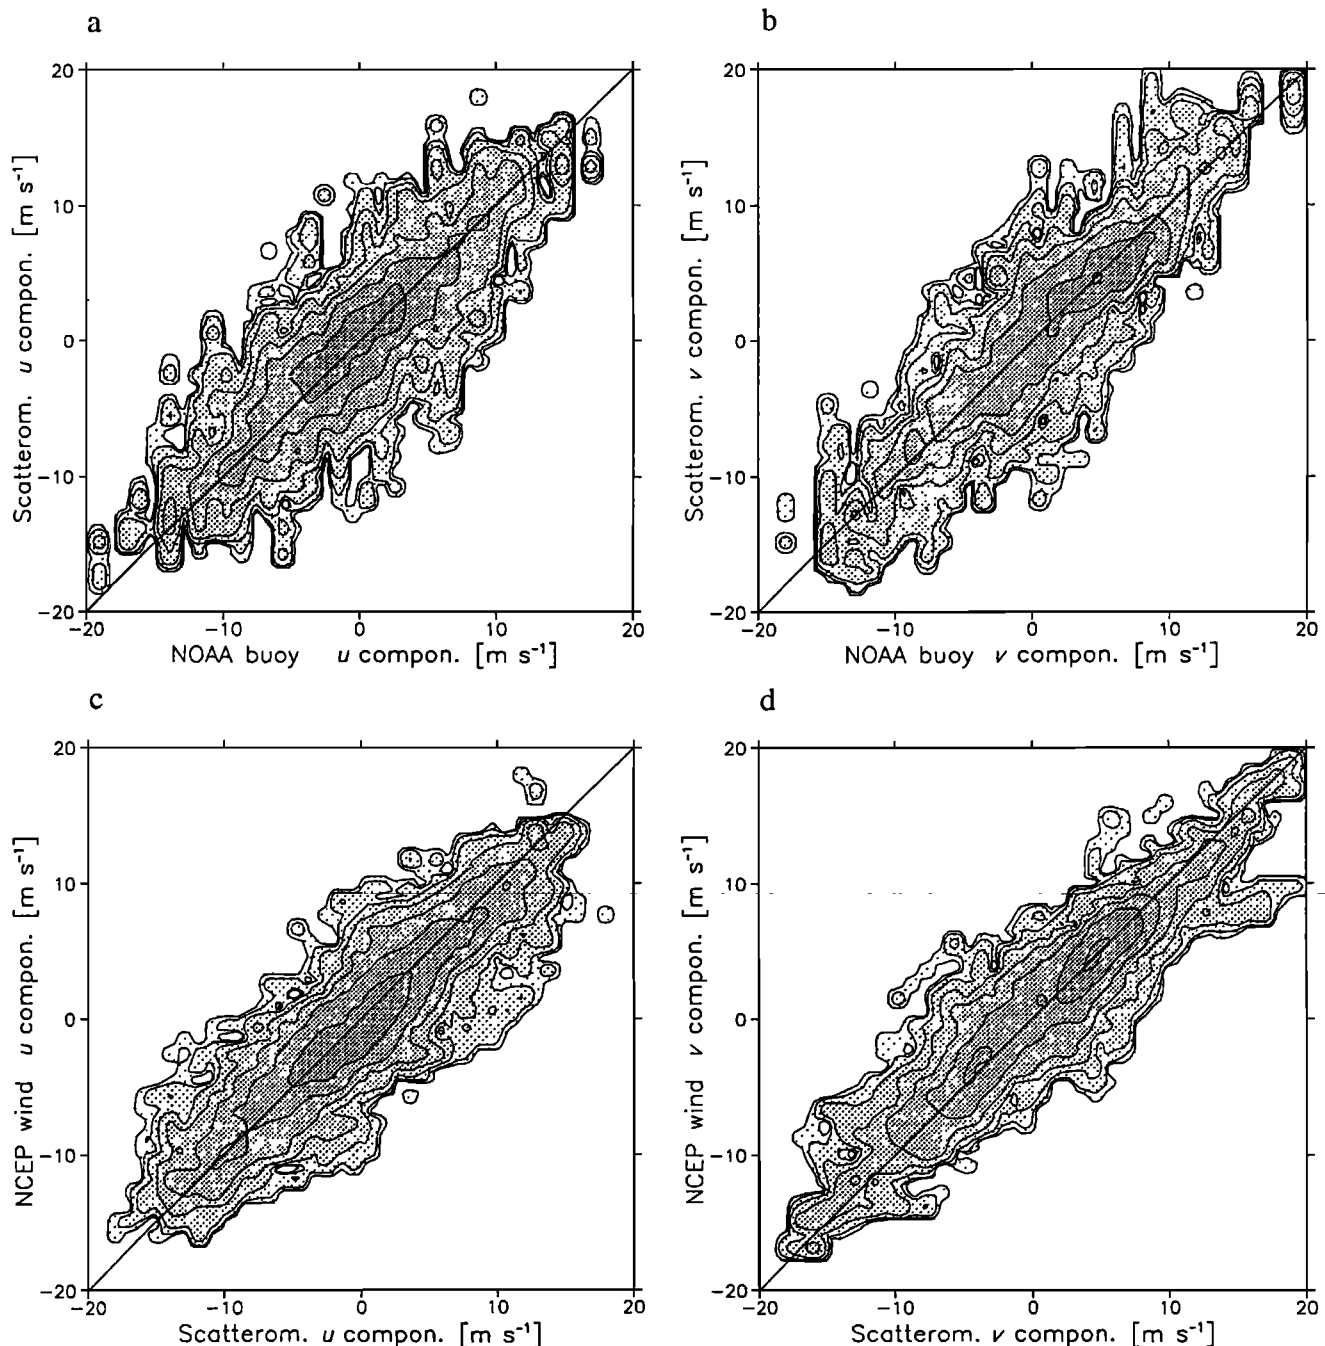 a
b
20
10
0
−10
−20
Scatterom. u compon. [m s⁻¹]
−20 −10 0 10 20
NOAA buoy u compon. [m s⁻¹]
20
10
0
−10
−20
Scatterom. v compon. [m s⁻¹]
−20 −10 0 10 20
NOAA buoy v compon. [m s⁻¹]
c
d
20
10
0
−10
−20
NCEP wind u compon. [m s⁻¹]
−20 −10 0 10 20
Scatterom. u compon. [m s⁻¹]
20
10
0
−10
−20
NCEP wind v compon. [m s⁻¹]
−20 −10 0 10 20
Scatterom. v compon. [m s⁻¹]